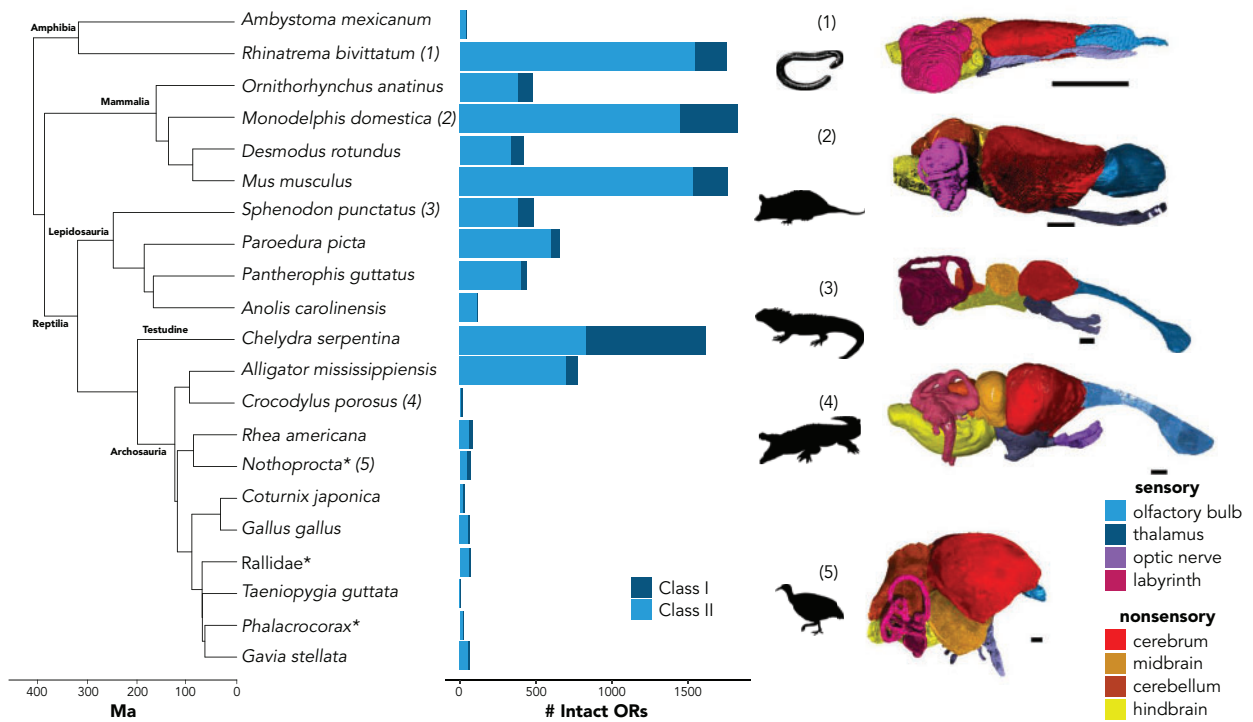 Amphibia
Mammalia
Lepidosauria
Reptilia
Testudine
Archosauria
Ambystoma mexicanum
Rhinatrema bivittatum (1)
Ornithorhynchus anatinus
Monodelphis domestica (2)
Desmodus rotundus
Mus musculus
Sphenodon punctatus (3)
Paroedura picta
Pantherophis guttatus
Anolis carolinensis
Chelydra serpentina
Alligator mississippiensis
Crocodylus porosus (4)
Rhea americana
Nothoprocta* (5)
Coturnix japonica
Gallus gallus
Rallidae*
Taeniopygia guttata
Phalacrocorax*
Gavia stellata
400 300 200 100 0
Ma
Class I
Class II
0 500 1000 1500
# Intact ORs
(1)
(2)
(3)
(4)
(5)
sensory
olfactory bulb
thalamus
optic nerve
labyrinth
nonsensory
cerebrum
midbrain
cerebellum
hindbrain